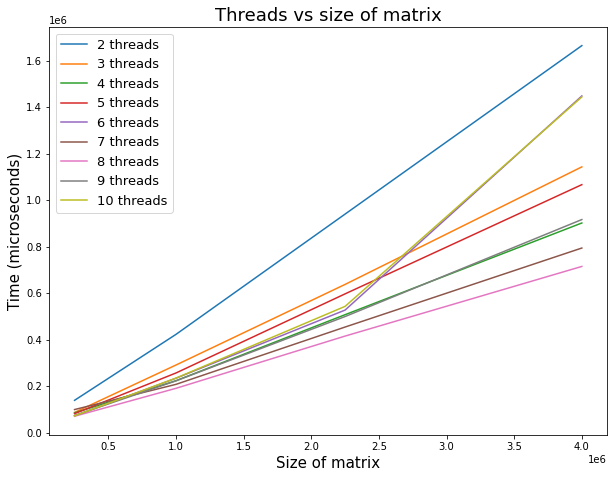 Threads vs size of matrix
1e6
2 threads
3 threads
4 threads
5 threads
6 threads
7 threads
8 threads
9 threads
10 threads
Time (microseconds)
1.6
1.4
1.2
1.0
0.8
0.6
0.4
0.2
0.0
0.5 1.0 1.5 2.0 2.5 3.0 3.5 4.0
1e6
Size of matrix